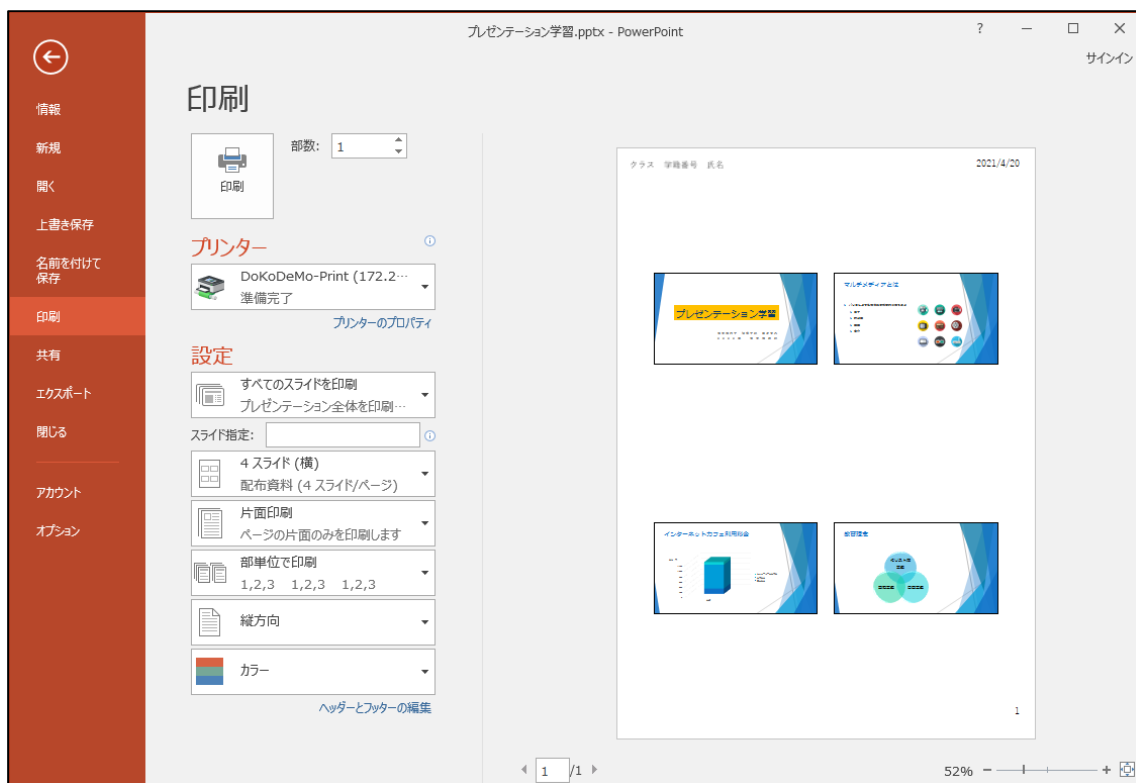 プレゼンテーション学習.pptx - PowerPoint
?
サインイン
情報
新規
開く
上書き保存
名前を付けて
保存
印刷
共有
エクスポート
閉じる
アカウント
オプション
印刷
部数: 1
印刷
プリンター
DoKoDeMo-Print (172.2…
準備完了
プリンターのプロパティ
設定
すべてのスライドを印刷
プレゼンテーション全体を印刷…
スライド指定:
4 スライド (横)
配布資料 (4 スライド/ページ)
片面印刷
ページの片面のみを印刷します
部単位で印刷
1,2,3 1,2,3 1,2,3
縦方向
カラー
ヘッダーとフッターの編集
クラス 学籍番号 氏名 2021/4/20
プレゼンテーション学習
マルチメディアとは
インターネットカフェ利用料金
1
1 /1
52%